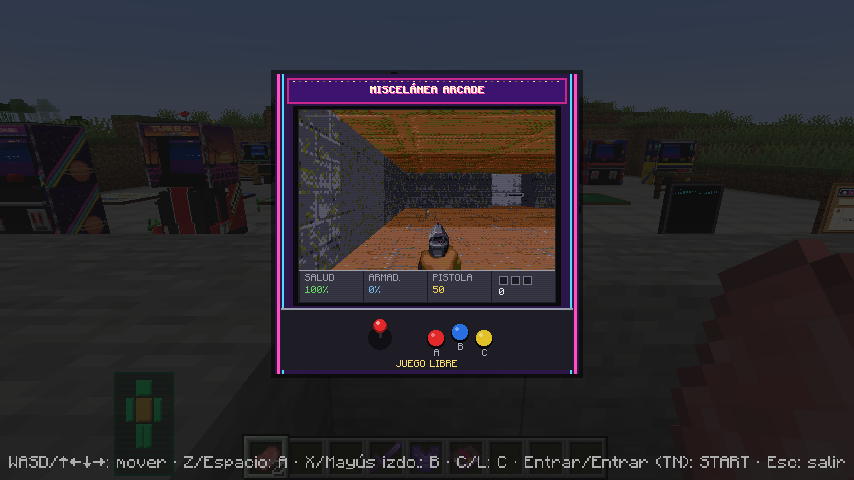 MISCELÁNEA ARCADE
TURBO
SALUD ARMAD. PISTOLA
100% 0% 50 0
A B C
JUEGO LIBRE
WASD/↑←↓→: mover · Z/Espacio: A · X/Mayús izdo.: B · C/L: C · Entrar/Entrar (TN): START · Esc: salir